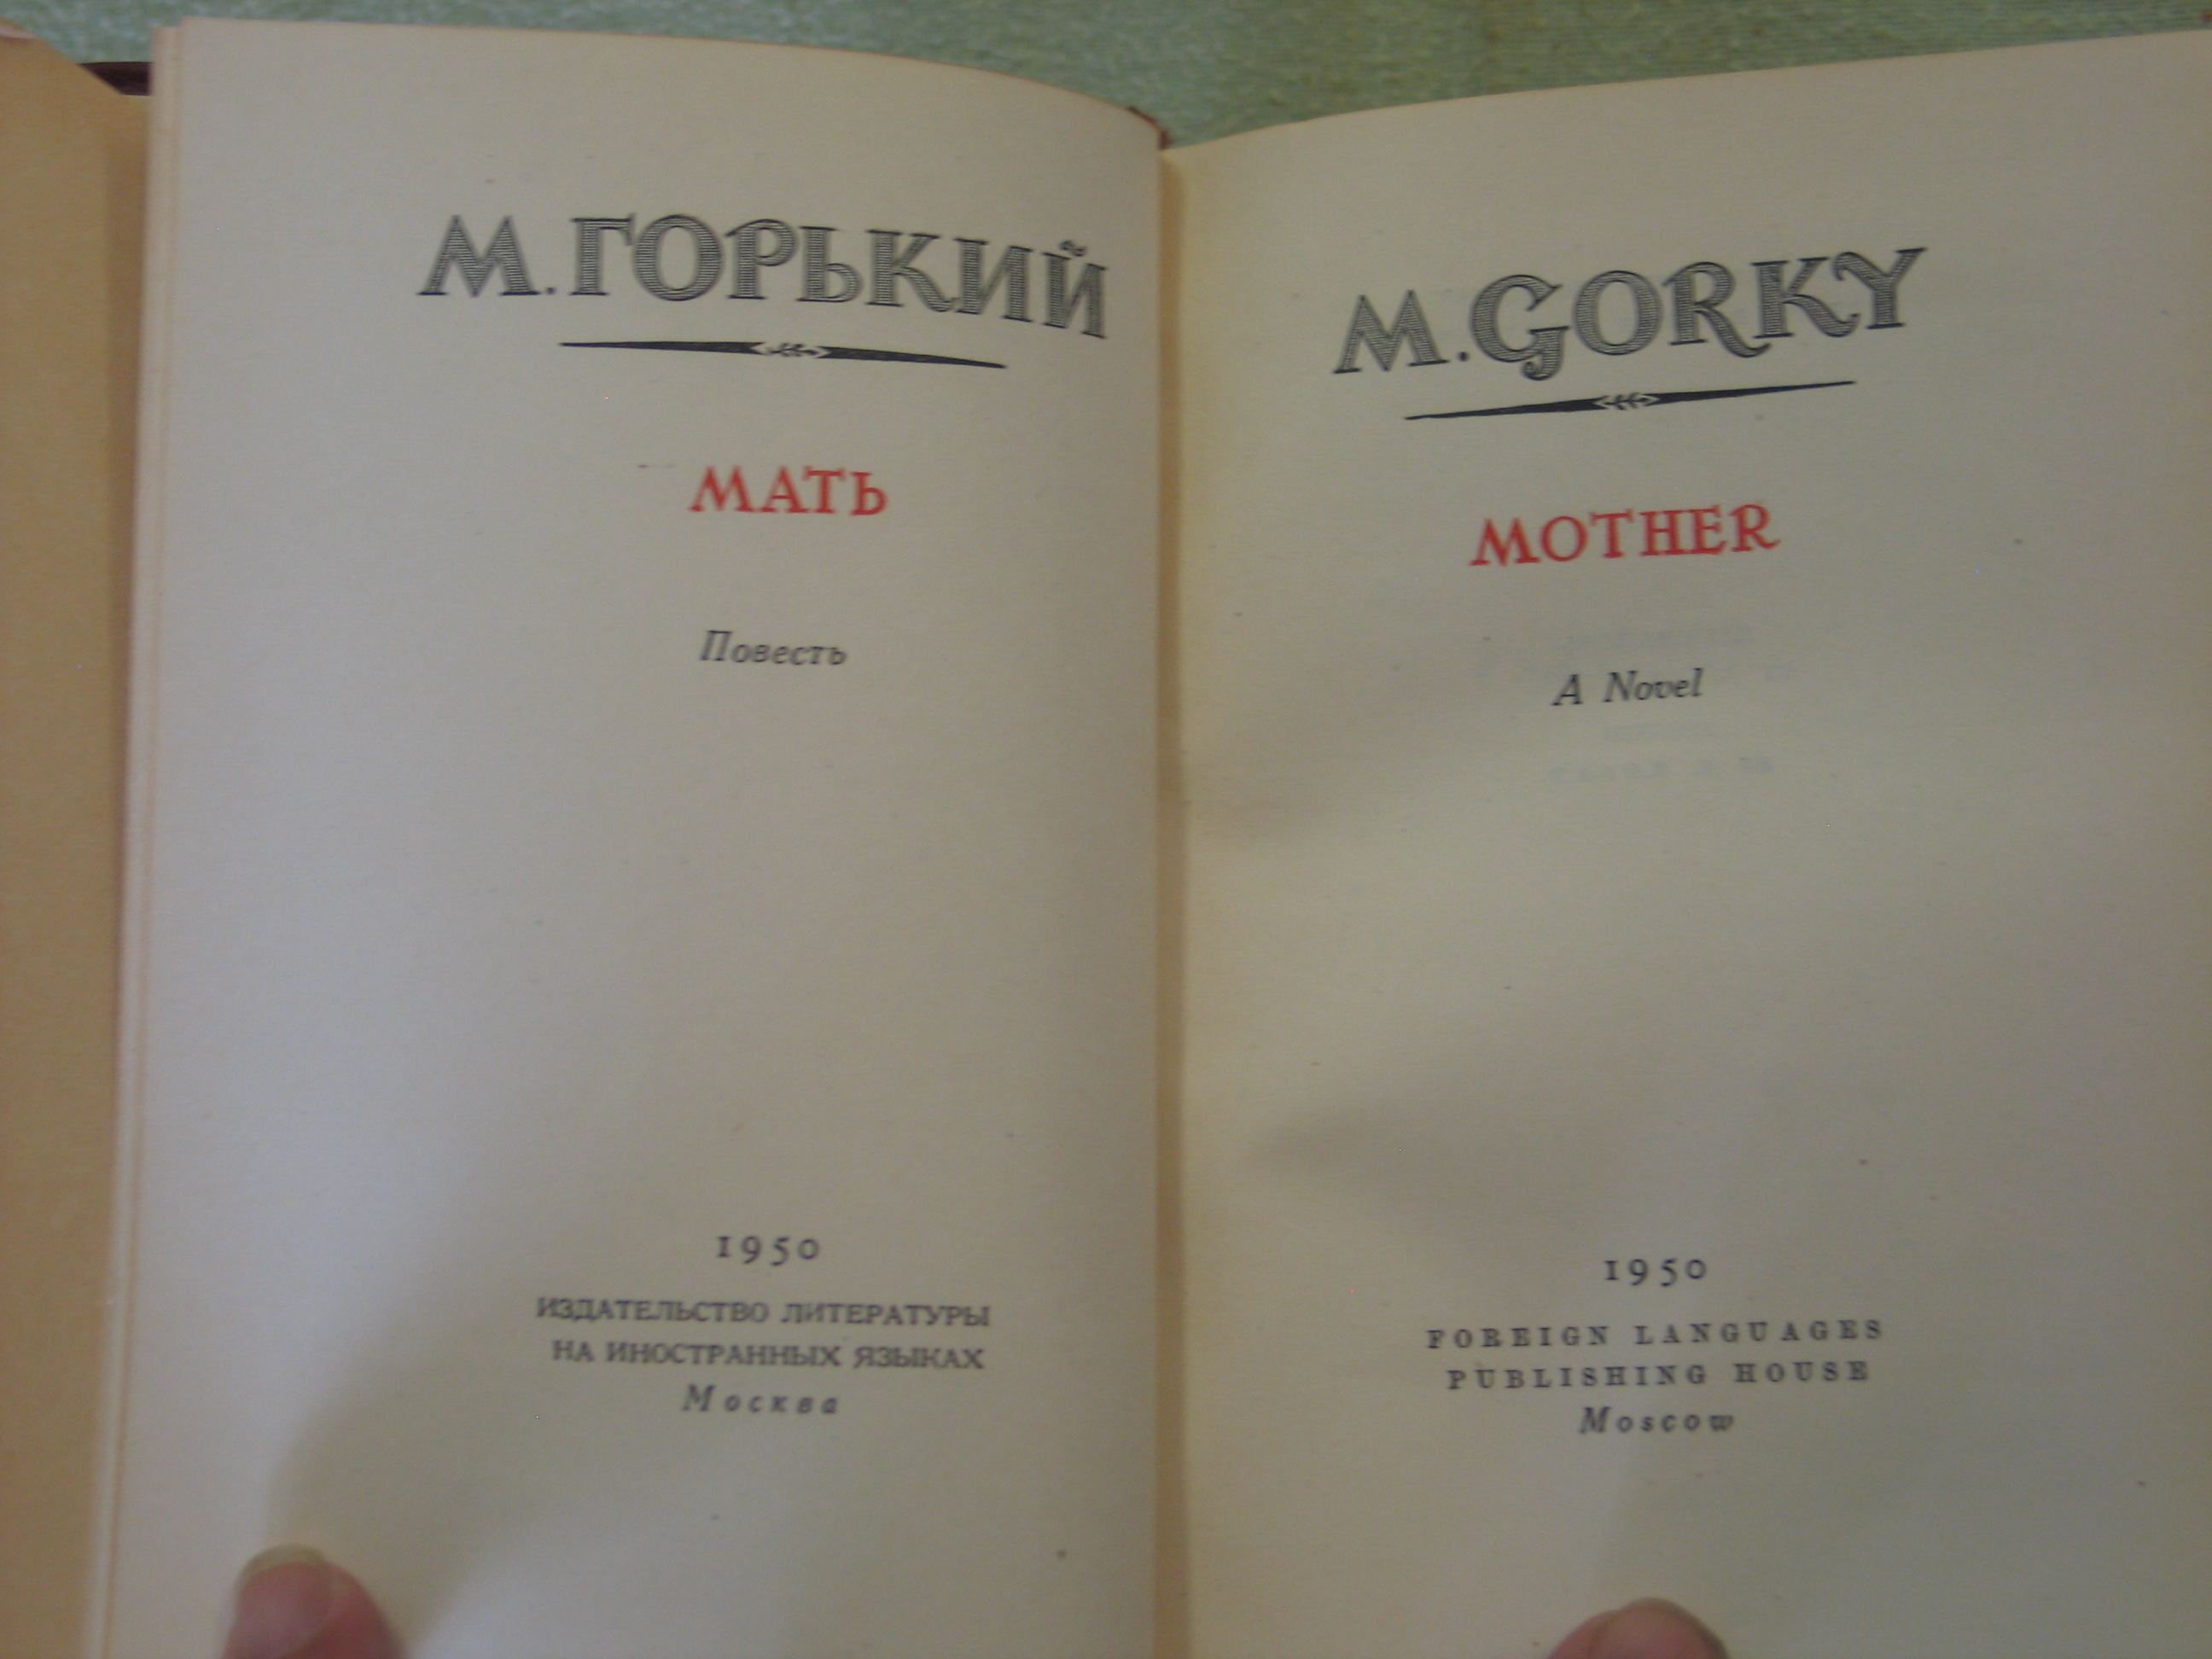 М. ГОРЬКИЙ
МАТЬ
Повесть
1950
ИЗДАТЕЛЬСТВО ЛИТЕРАТУРЫ
НА ИНОСТРАННЫХ ЯЗЫКАХ
Москва
M. GORKY
MOTHER
A Novel
1950
FOREIGN LANGUAGES
PUBLISHING HOUSE
Moscow